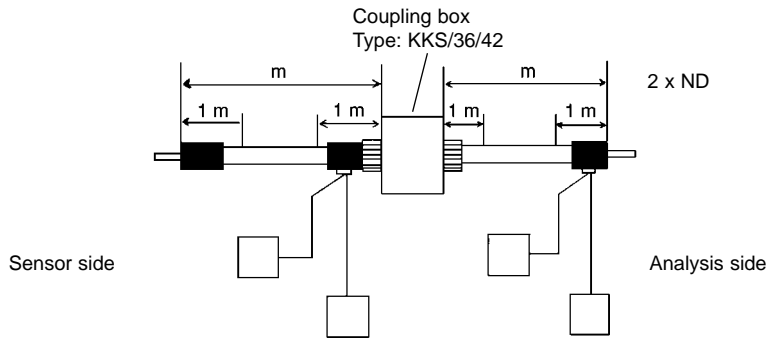 Coupling box
Type: KKS/36/42
m
m
2 x ND
1 m
1 m
1 m
1 m
Sensor side
Analysis side